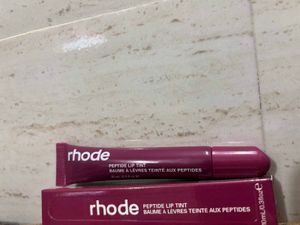 rhode
PEPTIDE LIP TINT
BAUME À LÈVRES TEINTÉ AUX PEPTIDES
rhode
PEPTIDE LIP TINT
BAUME À LÈVRES TEINTÉ AUX PEPTIDES